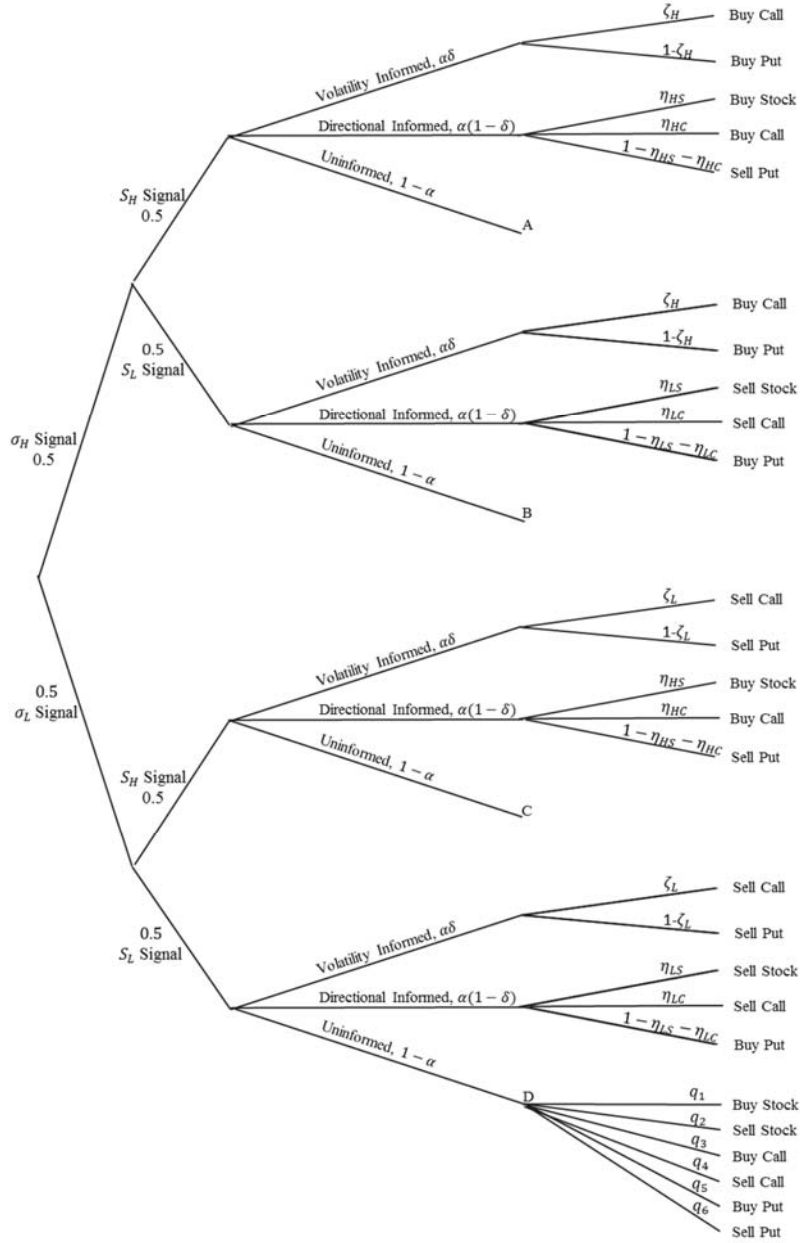 ζ_H
Buy Call
Volatility Informed, αδ
1-ζ_H
Buy Put
η_HS
Buy Stock
Directional Informed, α(1 − δ)
η_HC
Buy Call
1 − η_HS − η_HC
Sell Put
Uninformed, 1 − α
A
S_H Signal
0.5
ζ_H
Buy Call
Volatility Informed, αδ
1-ζ_H
Buy Put
0.5
S_L Signal
η_LS
Sell Stock
Directional Informed, α(1 − δ)
η_LC
Sell Call
1 − η_LS − η_LC
Buy Put
Uninformed, 1 − α
B
σ_H Signal
0.5
ζ_L
Sell Call
Volatility Informed, αδ
1-ζ_L
Sell Put
0.5
σ_L Signal
η_HS
Buy Stock
Directional Informed, α(1 − δ)
η_HC
Buy Call
1 − η_HS − η_HC
Sell Put
Uninformed, 1 − α
C
S_H Signal
0.5
ζ_L
Sell Call
Volatility Informed, αδ
1-ζ_L
Sell Put
0.5
S_L Signal
η_LS
Sell Stock
Directional Informed, α(1 − δ)
η_LC
Sell Call
1 − η_LS − η_LC
Buy Put
Uninformed, 1 − α
D
q_1
Buy Stock
q_2
Sell Stock
q_3
Buy Call
q_4
Sell Call
q_5
Buy Put
q_6
Sell Put